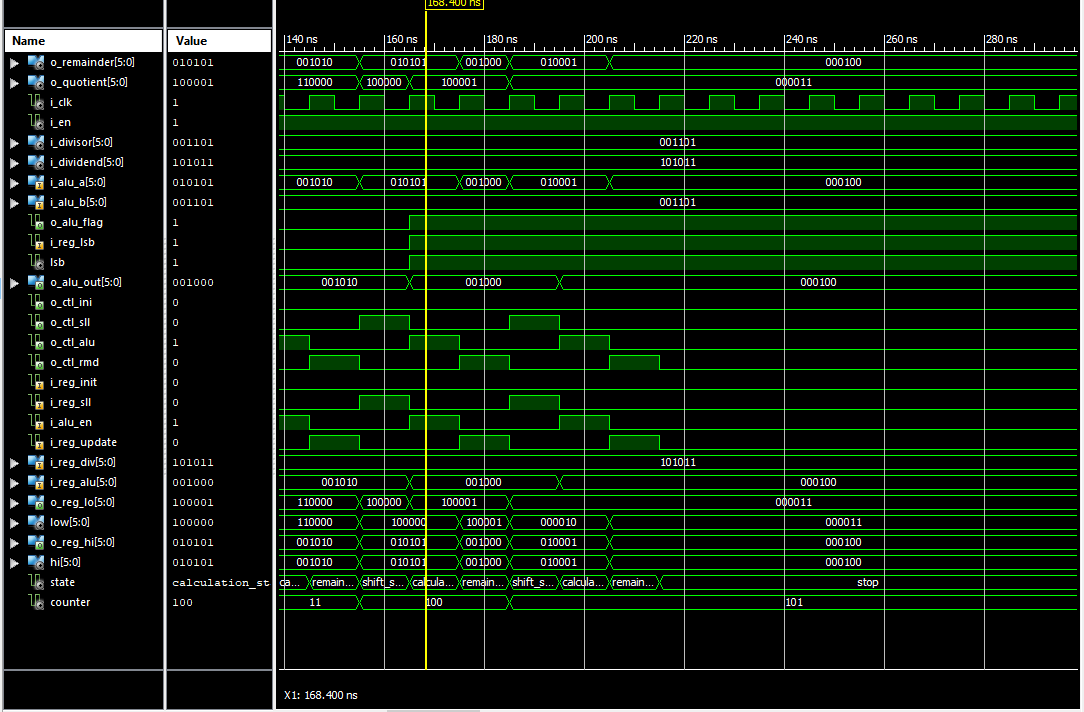 168.400 ns
Name Value 140 ns 160 ns 180 ns 200 ns 220 ns 240 ns 260 ns 280 ns
o_remainder[5:0] 010101 001010 010101 001000 010001 000100
o_quotient[5:0] 100001 110000 100000 100001 000011
i_clk 1
i_en 1
i_divisor[5:0] 001101 001101
i_dividend[5:0] 101011 101011
i_alu_a[5:0] 010101 001010 010101 001000 010001 000100
i_alu_b[5:0] 001101 001101
o_alu_flag 1
i_reg_lsb 1
lsb 1
o_alu_out[5:0] 001000 001010 001000 000100
o_ctl_ini 0
o_ctl_sll 0
o_ctl_alu 1
o_ctl_rmd 0
i_reg_init 0
i_reg_sll 0
i_alu_en 1
i_reg_update 0
i_reg_div[5:0] 101011 101011
i_reg_alu[5:0] 001000 001010 001000 000100
o_reg_lo[5:0] 100001 110000 100000 100001 000011
low[5:0] 100000 110000 100000 100001 000010 000011
o_reg_hi[5:0] 010101 001010 010101 001000 010001 000100
hi[5:0] 010101 001010 010101 001000 010001 000100
state calculation_st ca... remain... shift_s... calcula... remain... shift_s... calcula... remain... stop
counter 100 11 100 101
X1: 168.400 ns